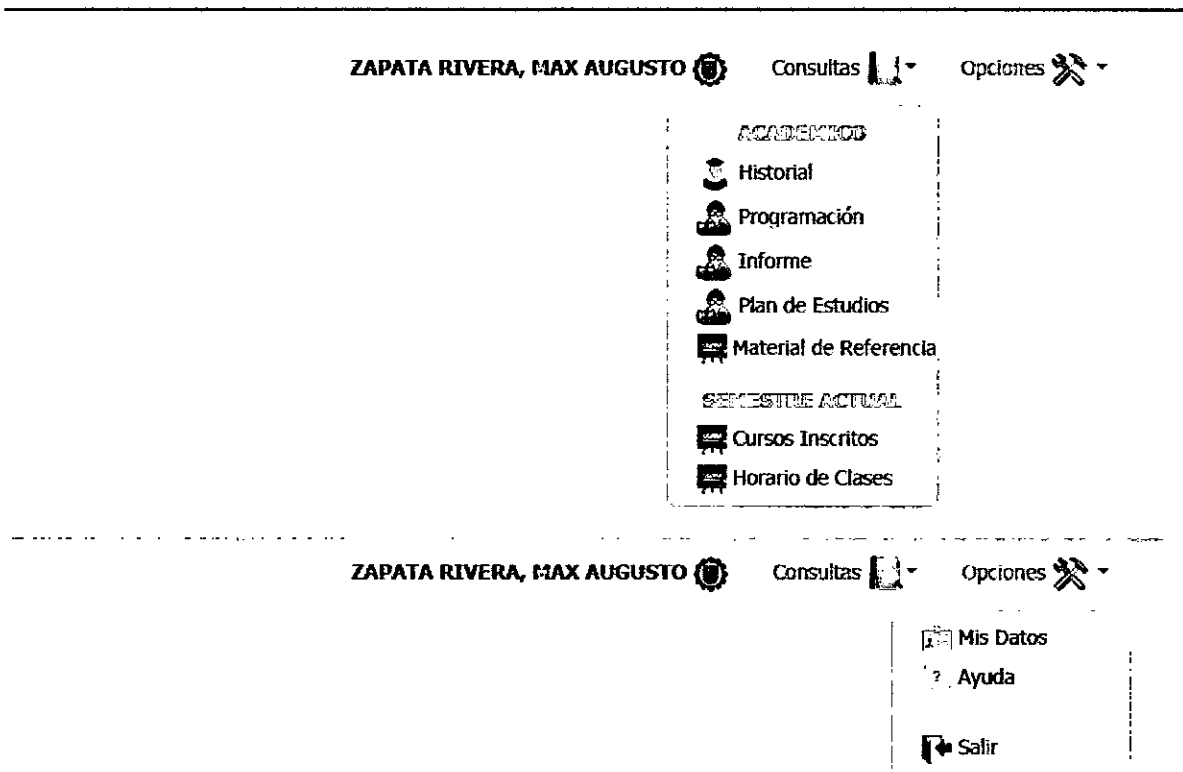 ZAPATA RIVERA, MAX AUGUSTO Consultas Opciones
ACADEMICO
Historial
Programación
Informe
Plan de Estudios
Material de Referencia
SEMESTRE ACTUAL
Cursos Inscritos
Horario de Clases
ZAPATA RIVERA, MAX AUGUSTO Consultas Opciones
Mis Datos
? Ayuda
Salir